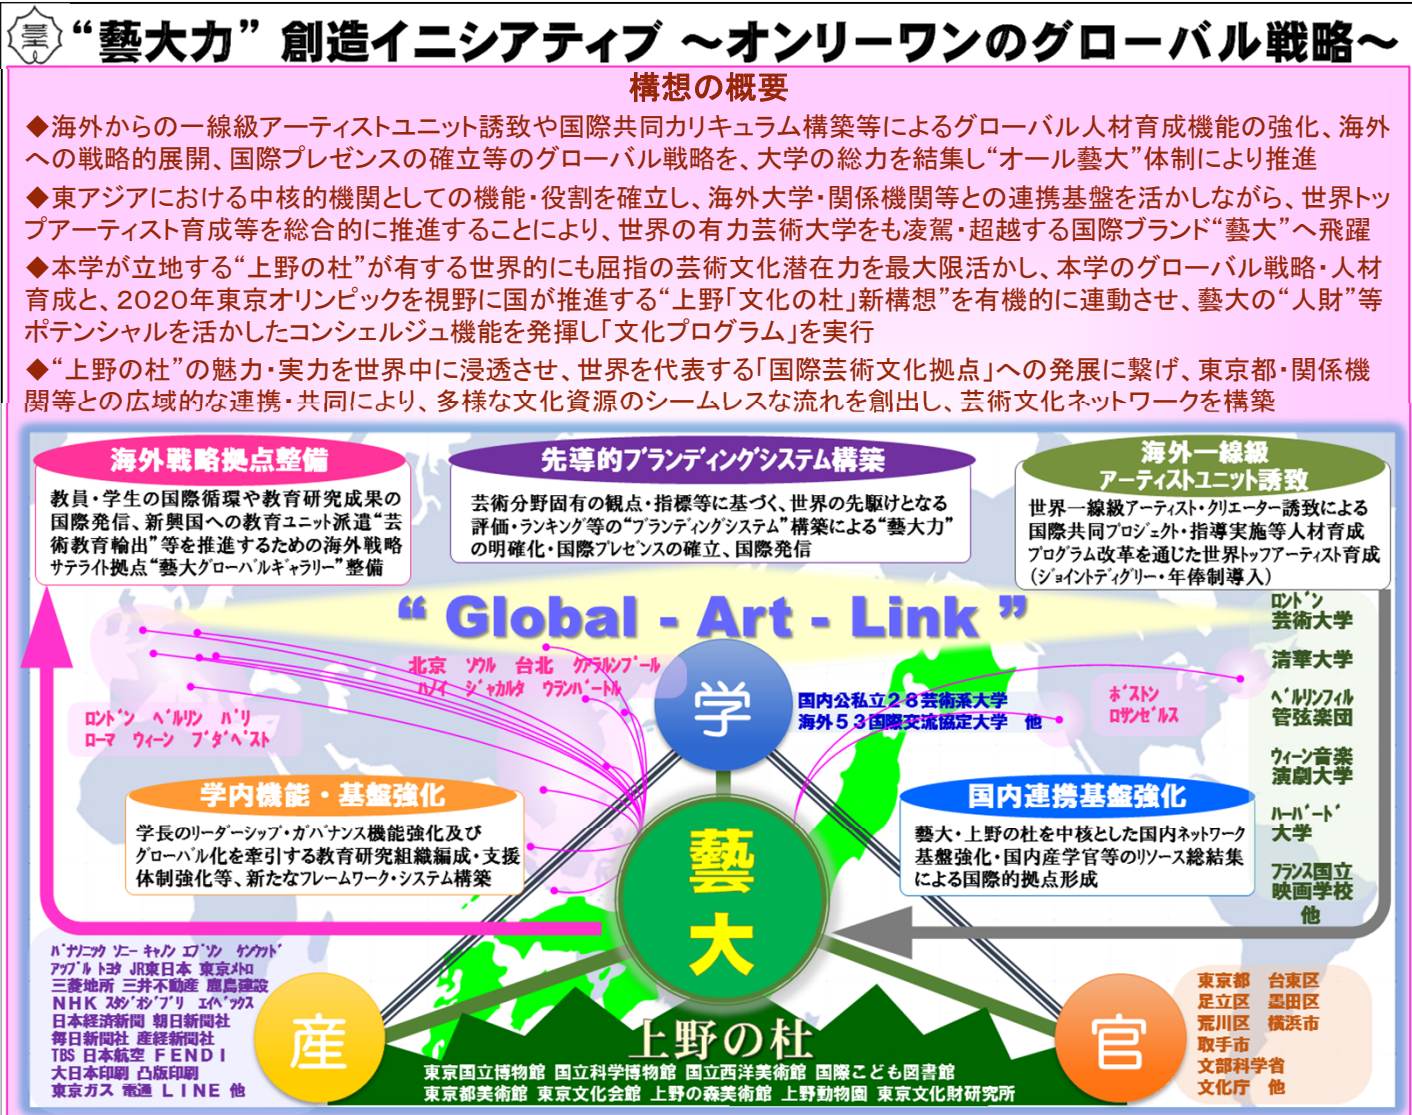 “藝大力” 創造イニシアティブ ～オンリーワンのグローバル戦略～
構想の概要
◆海外からの一線級アーティストユニット誘致や国際共同カリキュラム構築等によるグローバル人材育成機能の強化、海外
への戦略的展開、国際プレゼンスの確立等のグローバル戦略を、大学の総力を結集し“オール藝大”体制により推進
◆東アジアにおける中核的機関としての機能・役割を確立し、海外大学・関係機関等との連携基盤を活かしながら、世界トッ
プアーティスト育成等を総合的に推進することにより、世界の有力芸術大学をも凌駕・超越する国際ブランド“藝大”へ飛躍
◆本学が立地する“上野の杜”が有する世界的にも屈指の芸術文化潜在力を最大限活かし、本学のグローバル戦略・人材
育成と、２０２０年東京オリンピックを視野に国が推進する“上野「文化の杜」新構想”を有機的に連動させ、藝大の“人財”等
ポテンシャルを活かしたコンシェルジュ機能を発揮し「文化プログラム」を実行
◆“上野の杜”の魅力・実力を世界中に浸透させ、世界を代表する「国際芸術文化拠点」への発展に繋げ、東京都・関係機
関等との広域的な連携・共同により、多様な文化資源のシームレスな流れを創出し、芸術文化ネットワークを構築
海外戦略拠点整備
教員・学生の国際循環や教育研究成果の
国際発信、新興国への教育ユニット派遣“芸
術教育輸出”等を推進するための海外戦略
サテライト拠点“藝大グローバルギャラリー”整備
先導的ブランディングシステム構築
芸術分野固有の観点・指標等に基づく、世界の先駆けとなる
評価・ランキング等の“ブランディングシステム”構築による“藝大力”
の明確化・国際プレゼンスの確立、国際発信
海外一線級
アーティストユニット誘致
世界一線級アーティスト・クリエーター誘致による
国際共同プロジェクト・指導実施等人材育成
プログラム改革を通じた世界トップアーティスト育成
（ジョイントディグリー・年俸制導入）
“ Global - Art - Link ”
北京 ソウル 台北 クアラルンプール
ハノイ ジャカルタ ウランバートル
ロンドン ベルリン パリ
ローマ ウィーン ブダペスト
学
国内公私立２８芸術系大学
海外５３国際交流協定大学 他
ボストン
ロサンゼルス
ロンドン
芸術大学
清華大学
ベルリンフィル
管弦楽団
ウィーン音楽
演劇大学
ハーバード
大学
フランス国立
映画学校
他
学内機能・基盤強化
学長のリーダーシップ・ガバナンス機能強化及び
グローバル化を牽引する教育研究組織編成・支援
体制強化等、新たなフレームワーク・システム構築
国内連携基盤強化
藝大・上野の杜を中核とした国内ネットワーク
基盤強化・国内産学官等のリソース総結集
による国際的拠点形成
藝
大
パナソニック ソニー キャノン エプソン ケンウッド
アップル トヨタ JR東日本 東京メトロ
三菱地所 三井不動産 鹿島建設
ＮＨＫ スタジオジブリ エイベックス
日本経済新聞 朝日新聞社
毎日新聞社 産経新聞社
TBS 日本航空 ＦＥＮＤＩ
大日本印刷 凸版印刷
東京ガス 電通 ＬＩＮＥ 他
産
官
東京都 台東区
足立区 墨田区
荒川区 横浜市
取手市
文部科学省
文化庁 他
上野の杜
東京国立博物館 国立科学博物館 国立西洋美術館 国際こども図書館
東京都美術館 東京文化会館 上野の森美術館 上野動物園 東京文化財研究所